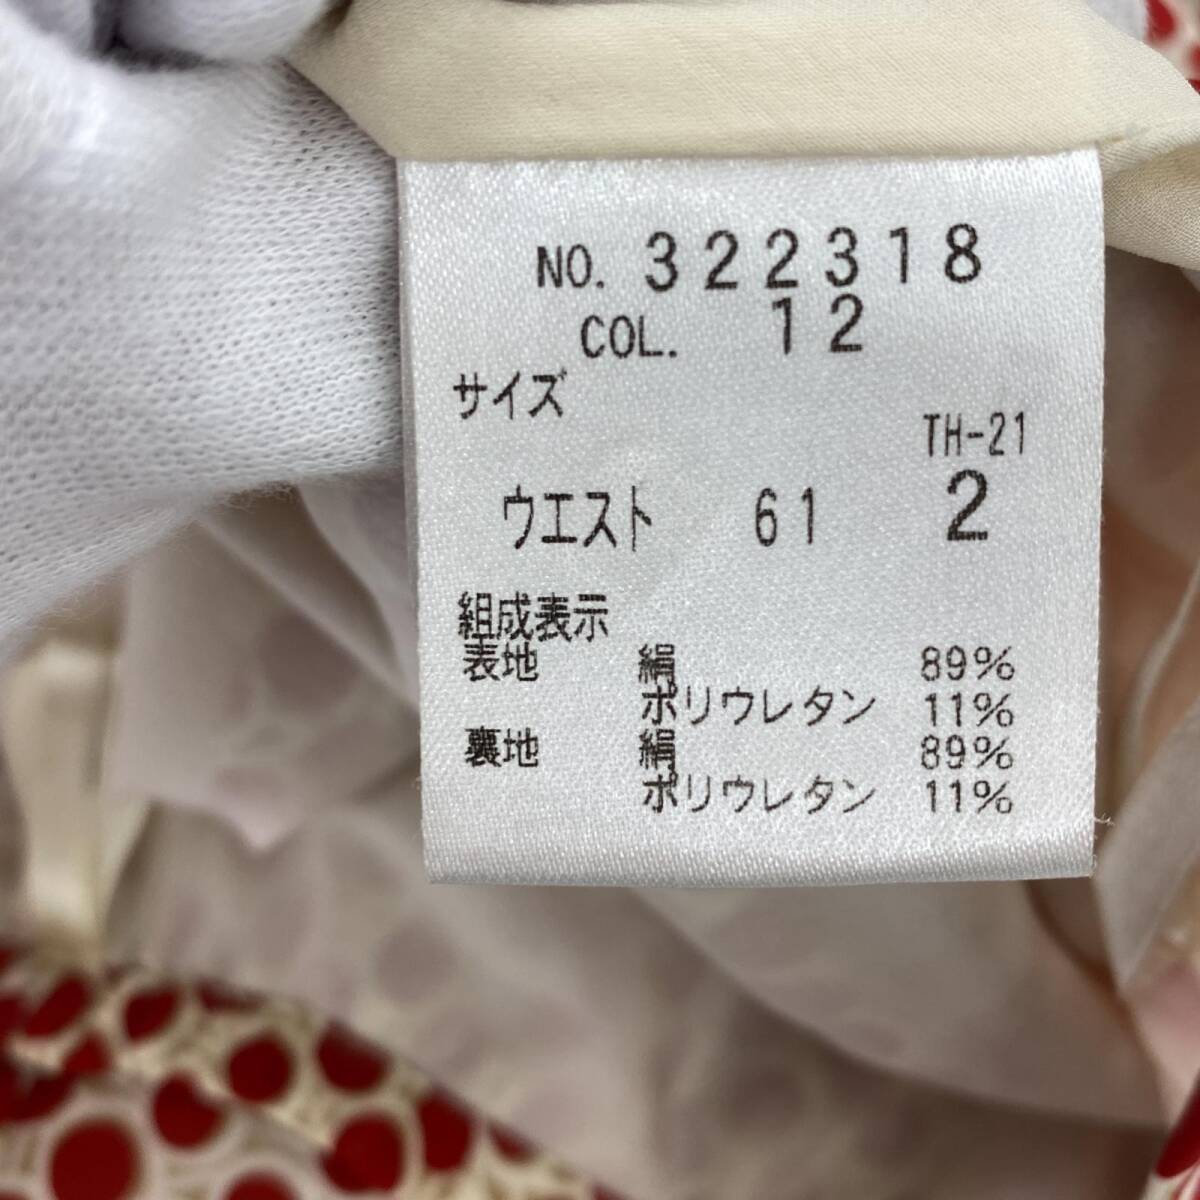 NO. 322318
COL. 12
サイズ
TH-21
ウエスト 61 2
組成表示
表地 絹 89%
ポリウレタン 11%
裏地 絹 89%
ポリウレタン 11%